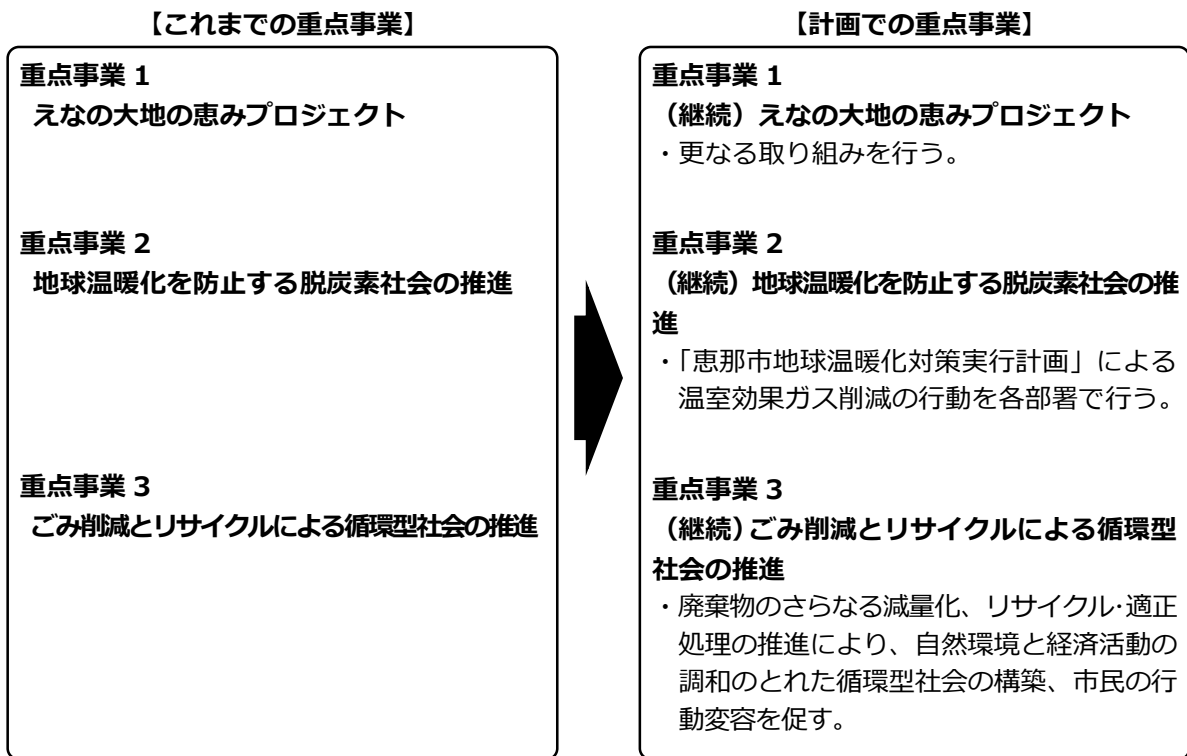 【これまでの重点事業】
重点事業 1
えなの大地の恵みプロジェクト
重点事業 2
地球温暖化を防止する脱炭素社会の推進
重点事業 3
ごみ削減とリサイクルによる循環型社会の推進
【計画での重点事業】
重点事業 1
（継続）えなの大地の恵みプロジェクト
・更なる取り組みを行う。
重点事業 2
（継続）地球温暖化を防止する脱炭素社会の推
進
・「恵那市地球温暖化対策実行計画」による
温室効果ガス削減の行動を各部署で行う。
重点事業 3
（継続）ごみ削減とリサイクルによる循環型
社会の推進
・廃棄物のさらなる減量化、リサイクル・適正
処理の推進により、自然環境と経済活動の
調和のとれた循環型社会の構築、市民の行
動変容を促す。